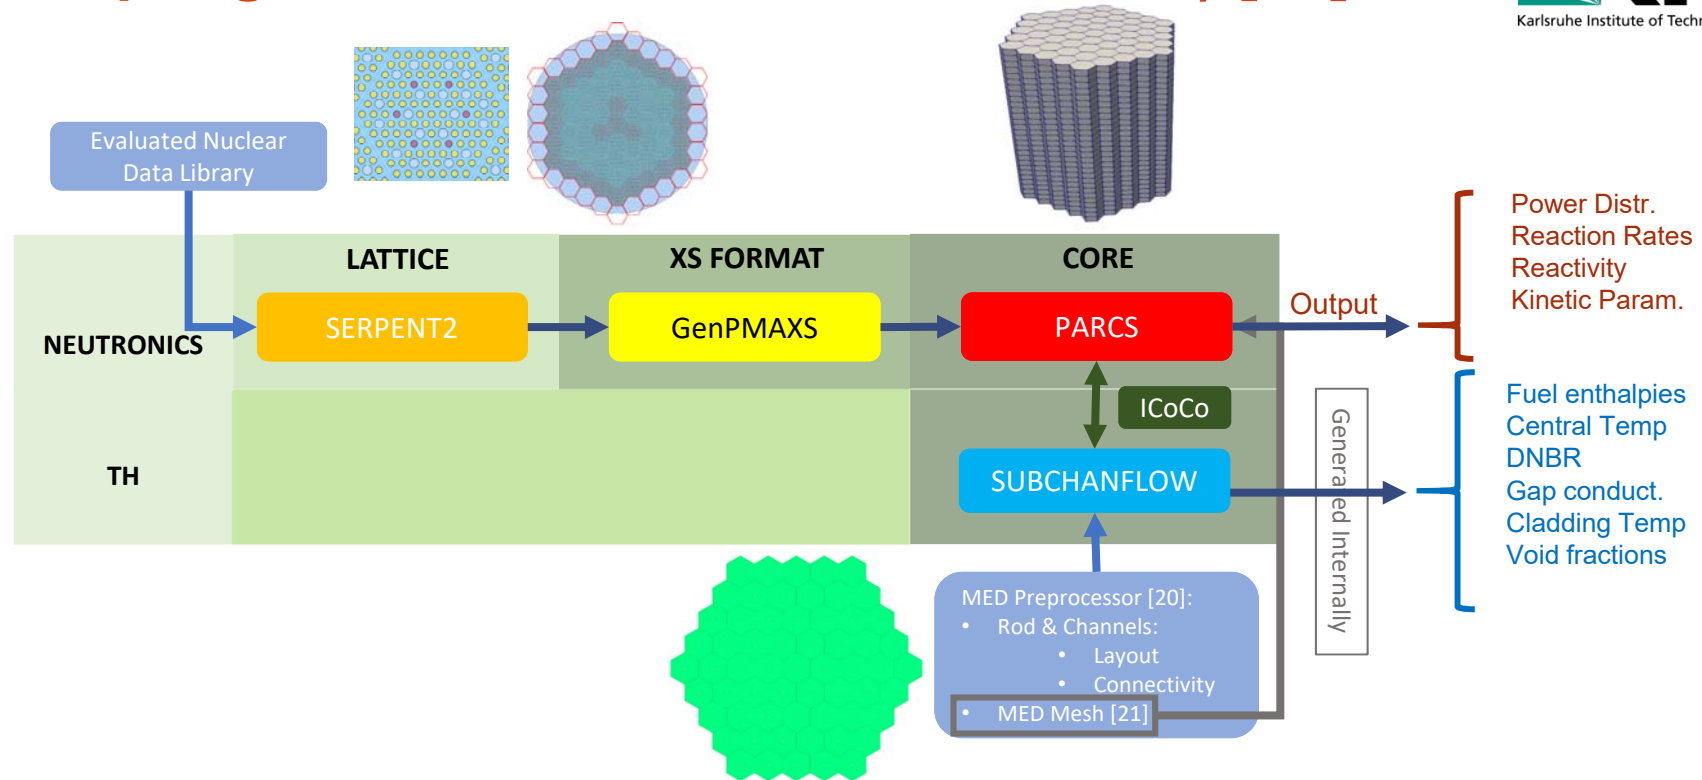 Karlsruhe Institute of Techn
Evaluated Nuclear
Data Library
LATTICE
XS FORMAT
CORE
NEUTRONICS
SERPENT2
GenPMAXS
PARCS
Output
Power Distr.
Reaction Rates
Reactivity
Kinetic Param.
ICoCo
TH
SUBCHANFLOW
Generated Internally
Fuel enthalpies
Central Temp
DNBR
Gap conduct.
Cladding Temp
Void fractions
MED Preprocessor [20]:
• Rod & Channels:
• Layout
• Connectivity
• MED Mesh [21]